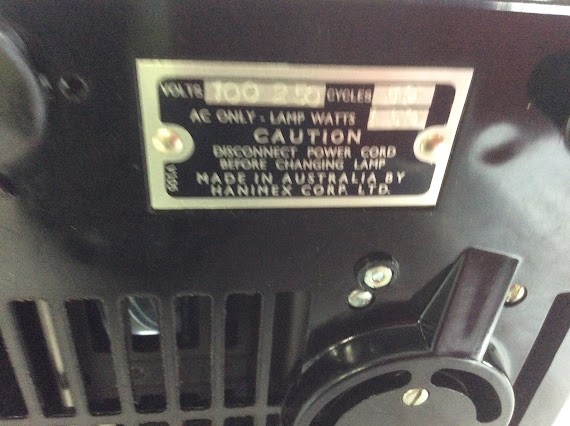 VOLTS 100 250 CYCLES
AC ONLY - LAMP WATTS
CAUTION
DISCONNECT POWER CORD
BEFORE CHANGING LAMP
MADE IN AUSTRALIA BY
HANIMEX CORP. LTD.